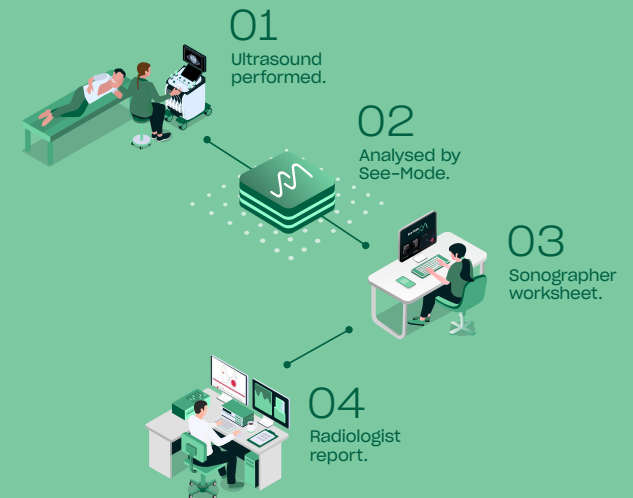 01
Ultrasound
performed.
02
Analysed by
See-Mode.
03
Sonographer
worksheet.
04
Radiologist
report.